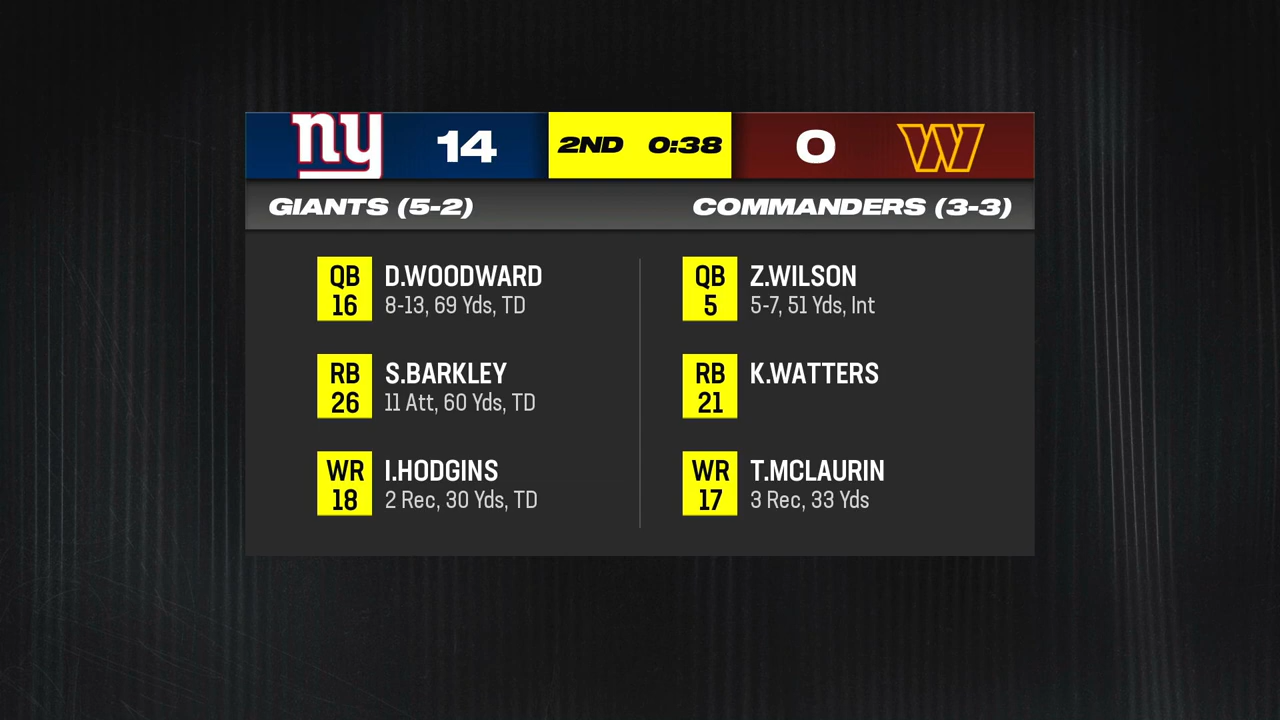 ny 14 2ND 0:38 0 W
GIANTS (5-2) COMMANDERS (3-3)
QB 16 D.WOODWARD
8-13, 69 Yds, TD
RB 26 S.BARKLEY
11 Att, 60 Yds, TD
WR 18 I.HODGINS
2 Rec, 30 Yds, TD
QB 5 Z.WILSON
5-7, 51 Yds, Int
RB 21 K.WATTERS
WR 17 T.MCLAURIN
3 Rec, 33 Yds